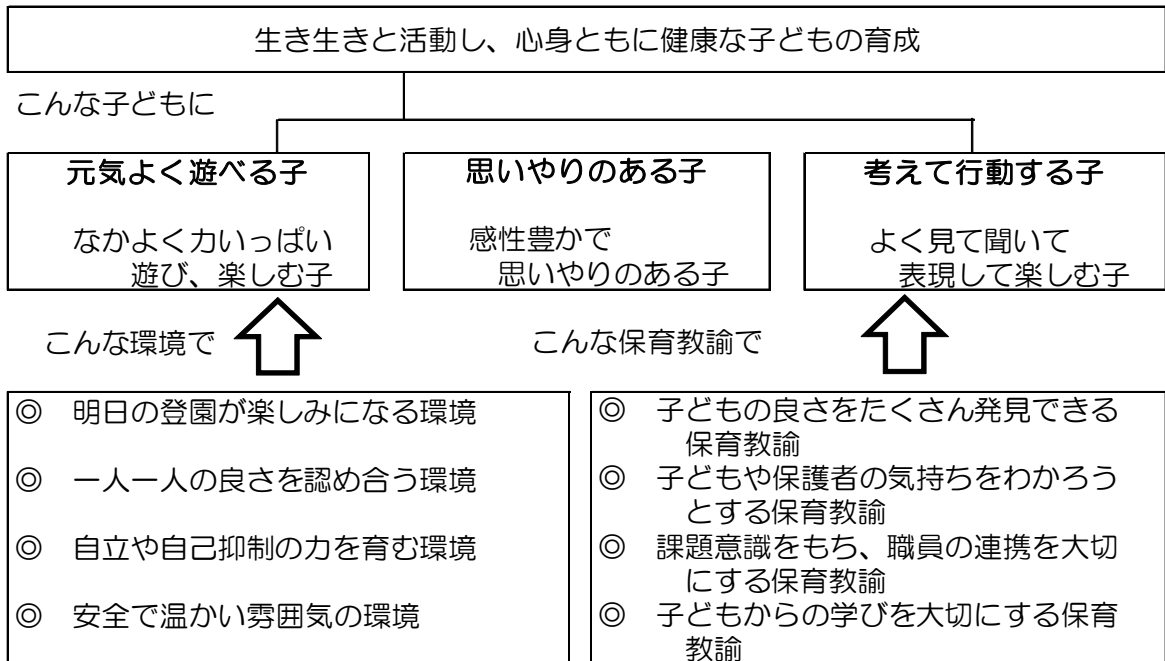 生き生きと活動し、心身ともに健康な子どもの育成
こんな子どもに
元気よく遊べる子
なかよく力いっぱい
遊び、楽しむ子
思いやりのある子
感性豊かで
思いやりのある子
考えて行動する子
よく見て聞いて
表現して楽しむ子
こんな環境で
こんな保育教諭で
◎ 明日の登園が楽しみになる環境
◎ 一人一人の良さを認め合う環境
◎ 自立や自己抑制の力を育む環境
◎ 安全で温かい雰囲気の環境
◎ 子どもの良さをたくさん発見できる
保育教諭
◎ 子どもや保護者の気持ちをわかろう
とする保育教諭
◎ 課題意識をもち、職員の連携を大切
にする保育教諭
◎ 子どもからの学びを大切にする保育
教諭